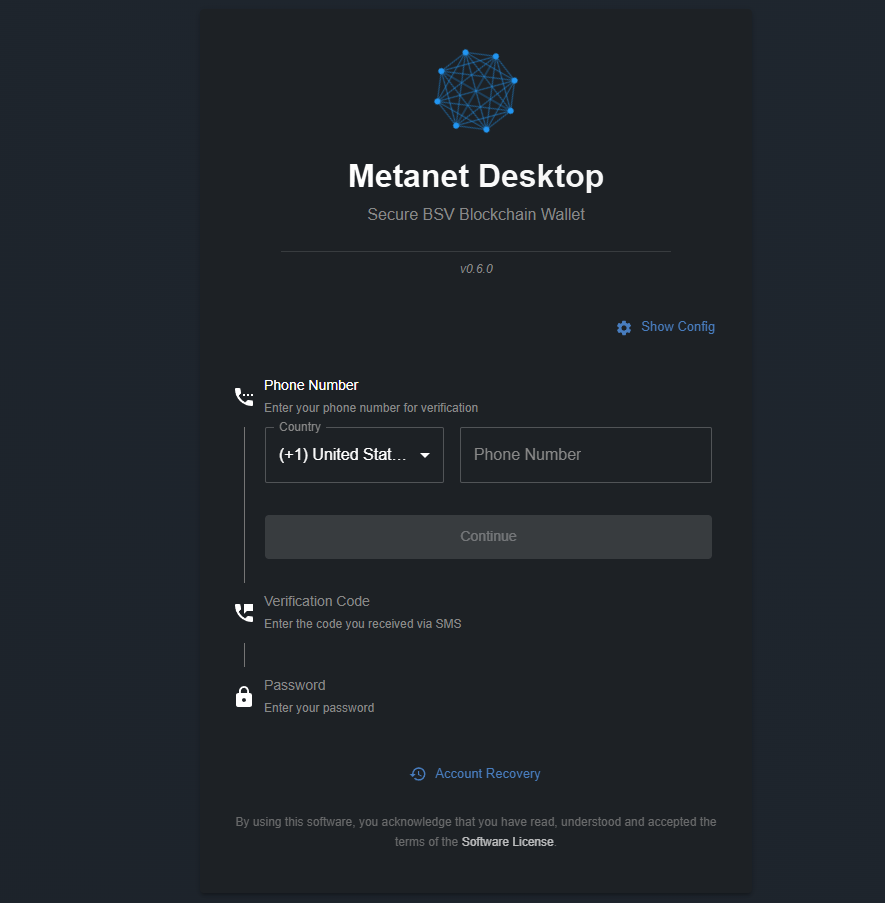 Metanet Desktop
Secure BSV Blockchain Wallet
v0.6.0
Show Config
Phone Number
Enter your phone number for verification
Country
(+1) United Stat...
Phone Number
Continue
Verification Code
Enter the code you received via SMS
Password
Enter your password
Account Recovery
By using this software, you acknowledge that you have read, understood and accepted the
terms of the Software License.